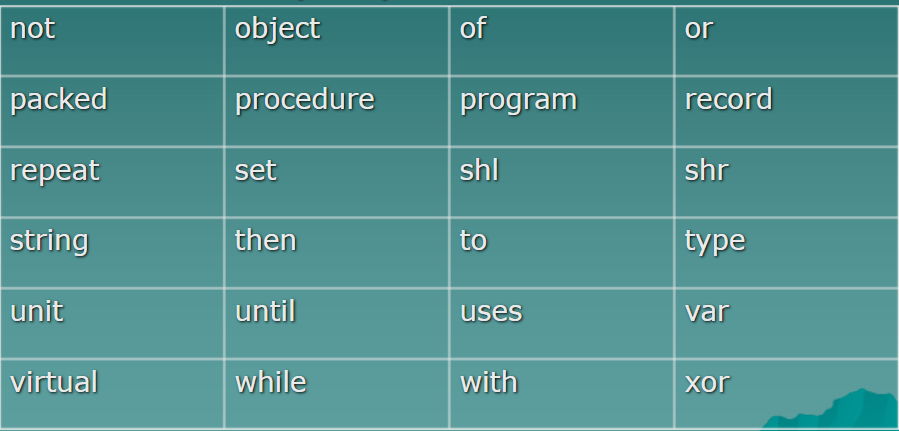 not object of or
packed procedure program record
repeat set shl shr
string then to type
unit until uses var
virtual while with xor